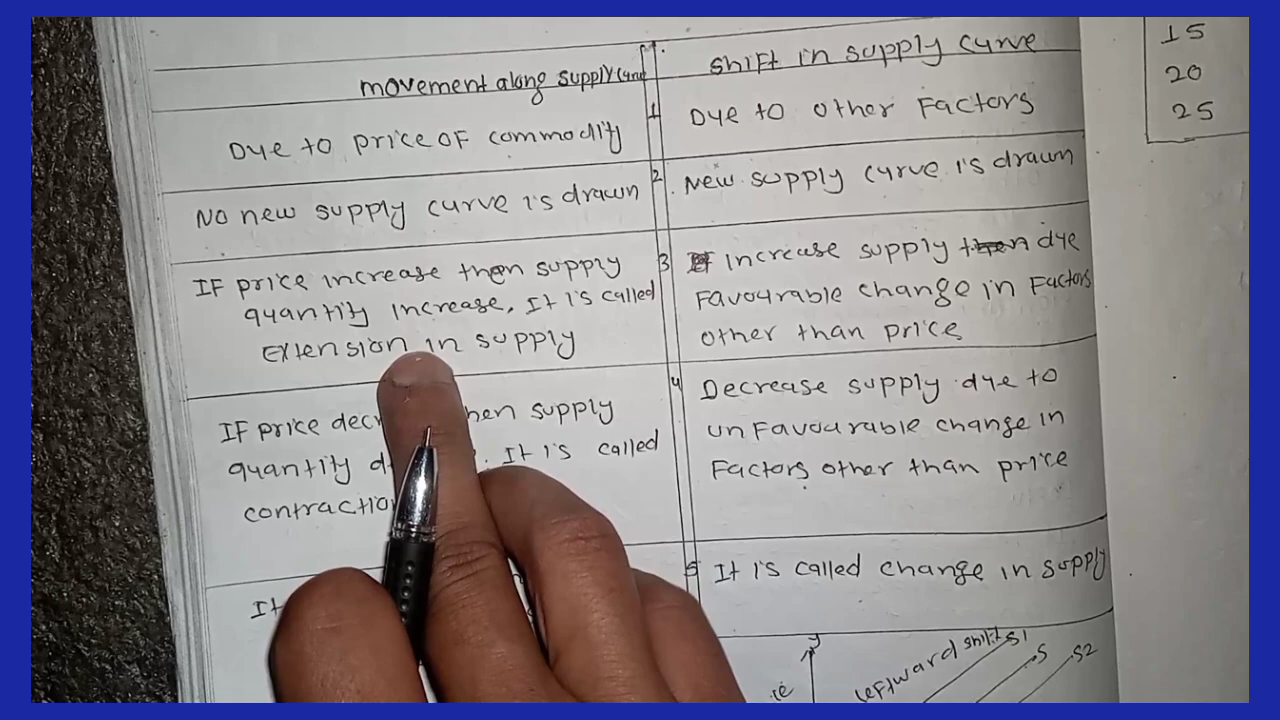 movement along supply
shift in supply curve
1
Due to price of commodity
Due to other Factors
2
No new supply curve is drawn
New supply curve is drawn
3
IF price increase then supply
quantity increase. It is called
Extension in supply
increase supply due
Favourable change in Factors
other than price
4
IF price then supply
quantity It is called
Decrease supply due to
unFavourable change in
Factors other than price
5
It
It is called change in supply
y
leftward shift S1
S
S2
15
20
25